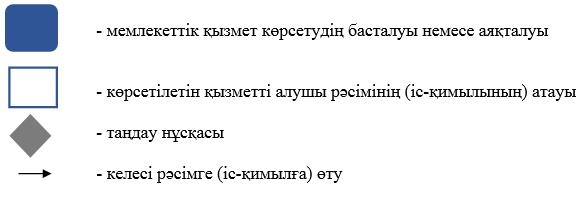 - мемлекеттік қызмет көрсетудің басталуы немесе аяқталуы
- көрсетілетін қызметті алушы рәсімінің (іс-қимылының) атауы
- таңдау нұсқасы
- келесі рәсімге (іс-қимылға) өту